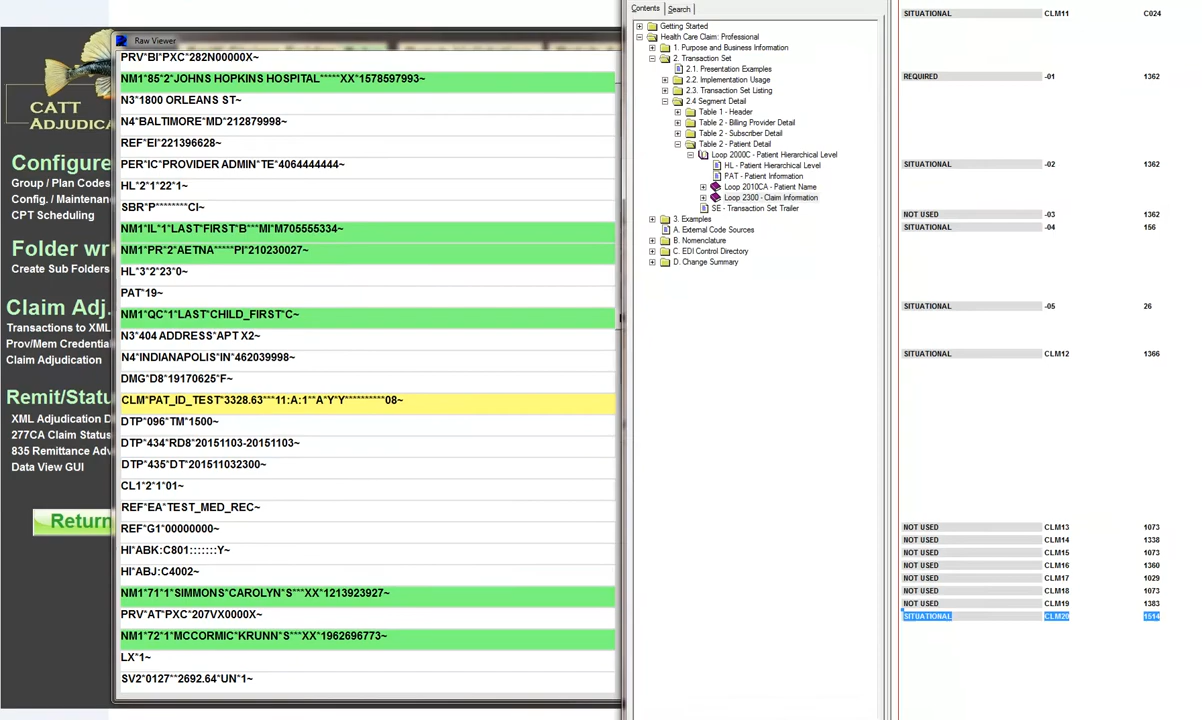 CATT
ADJUDICA
Configure
Group / Plan Codes
Config. / Maintenan
CPT Scheduling
Folder wr
Create Sub Folders
Claim Adj.
Transactions to XML
Prov/Mem Credentia
Claim Adjudication
Remit/Statu
XML Adjudication D
277CA Claim Status
835 Remittance Adv
Data View GUI
Return
Raw Viewer
PRV*BI*PXC*282N00000X~
NM1*85*2*JOHNS HOPKINS HOSPITAL*****XX*1578597993~
N3*1800 ORLEANS ST~
N4*BALTIMORE*MD*212879998~
REF*EI*221396628~
PER*IC*PROVIDER ADMIN*TE*4064444444~
HL*2*1*22*1~
SBR*P********CI~
NM1*IL*1*LAST*FIRST*B***MI*M705555334~
NM1*PR*2*AETNA*****PI*210230027~
HL*3*2*23*0~
PAT*19~
NM1*QC*1*LAST*CHILD_FIRST*C~
N3*404 ADDRESS*APT X2~
N4*INDIANAPOLIS*IN*462039998~
DMG*D8*19170625*F~
CLM*PAT_ID_TEST*3328.63***11:A:1**A*Y*Y**********08~
DTP*096*TM*1500~
DTP*434*RD8*20151103-20151103~
DTP*435*DT*201511032300~
CL1*2*1*01~
REF*EA*TEST_MED_REC~
REF*G1*00000000~
HI*ABK:C801:::::::Y~
HI*ABJ:C4002~
NM1*71*1*SIMMONS*CAROLYN*S***XX*1213923927~
PRV*AT*PXC*207VX0000X~
NM1*72*1*MCCORMIC*KRUNN*S***XX*1962696773~
LX*1~
SV2*0127**2692.64*UN*1~
Contents
Search
Getting Started
Health Care Claim: Professional
1. Purpose and Business Information
2. Transaction Set
2.1. Presentation Examples
2.2. Implementation Usage
2.3. Transaction Set Listing
2.4 Segment Detail
Table 1 - Header
Table 2 - Billing Provider Detail
Table 2 - Subscriber Detail
Table 2 - Patient Detail
Loop 2000C - Patient Hierarchical Level
HL - Patient Hierarchical Level
PAT - Patient Information
Loop 2010CA - Patient Name
Loop 2300 - Claim Information
SE - Transaction Set Trailer
3. Examples
A. External Code Sources
B. Nomenclature
C. EDI Control Directory
D. Change Summary
SITUATIONAL CLM11 C024
REQUIRED -01 1362
SITUATIONAL -02 1362
NOT USED -03 1362
SITUATIONAL -04 156
SITUATIONAL -05 26
SITUATIONAL CLM12 1366
NOT USED CLM13 1073
NOT USED CLM14 1338
NOT USED CLM15 1073
NOT USED CLM16 1360
NOT USED CLM17 1029
NOT USED CLM18 1073
NOT USED CLM19 1383
SITUATIONAL CLM20 1514